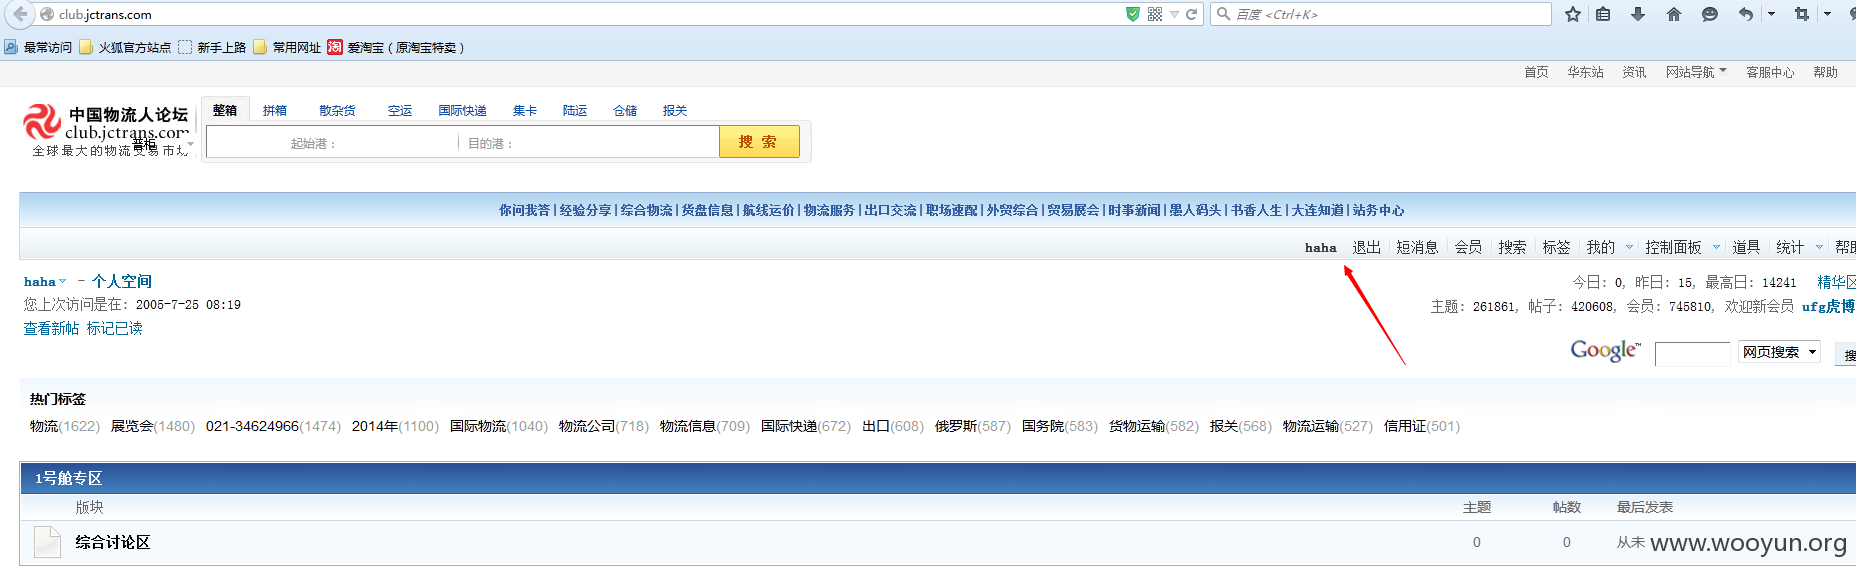 club.jctrans.com
百度 <Ctrl+K>
最常访问 火狐官方站点 新手上路 常用网址 淘 爱淘宝（原淘宝特卖）
首页 华东站 资讯 网站导航 客服中心 帮助
中国物流人论坛
club.jctrans.com
全球最大的物流交易市场
普柜
整箱 拼箱 散杂货 空运 国际快递 集卡 陆运 仓储 报关
起始港： 目的港： 搜 索
你问我答 | 经验分享 | 综合物流 | 货盘信息 | 航线运价 | 物流服务 | 出口交流 | 职场速配 | 外贸综合 | 贸易展会 | 时事新闻 | 墨人码头 | 书香人生 | 大连知道 | 站务中心
haha 退出 短消息 会员 搜索 标签 我的 控制面板 道具 统计 帮助
haha - 个人空间
您上次访问是在: 2005-7-25 08:19
查看新帖 标记已读
今日: 0, 昨日: 15, 最高日: 14241 精华区
主题: 261861, 帖子: 420608, 会员: 745810, 欢迎新会员 ufg虎博
Google™ 网页搜索 搜
热门标签
物流(1622) 展览会(1480) 021-34624966(1474) 2014年(1100) 国际物流(1040) 物流公司(718) 物流信息(709) 国际快递(672) 出口(608) 俄罗斯(587) 国务院(583) 货物运输(582) 报关(568) 物流运输(527) 信用证(501)
1号舱专区
版块 主题 帖数 最后发表
综合讨论区 0 0 从未
www.wooyun.org